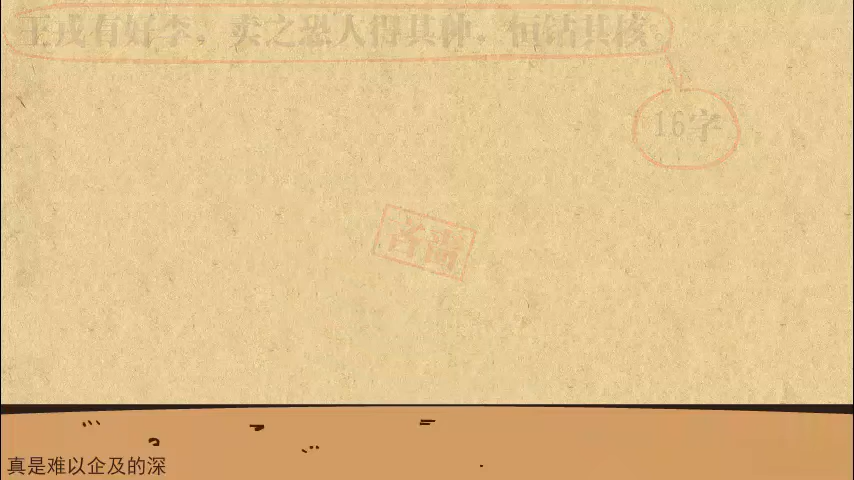 王戎有好李，卖之恐人得其种，恒钻其核。
16字
吝啬
真是难以企及的深